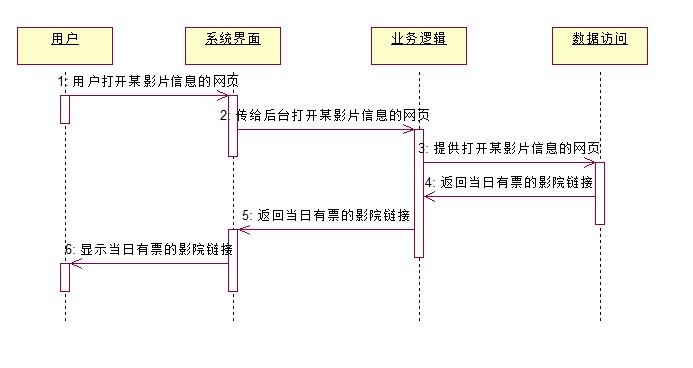 用户
系统界面
业务逻辑
数据访问
1: 用户打开某影片信息的网页
2: 传给后台打开某影片信息的网页
3: 提供打开某影片信息的网页
4: 返回当日有票的影院链接
5: 返回当日有票的影院链接
6: 显示当日有票的影院链接